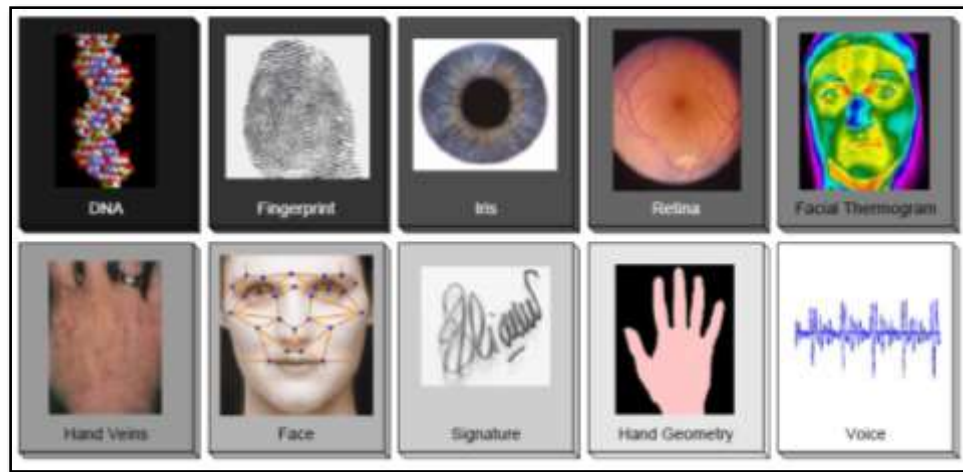 DNA
Fingerprint
Iris
Retina
Facial Thermogram
Hand Veins
Face
Signature
Hand Geometry
Voice